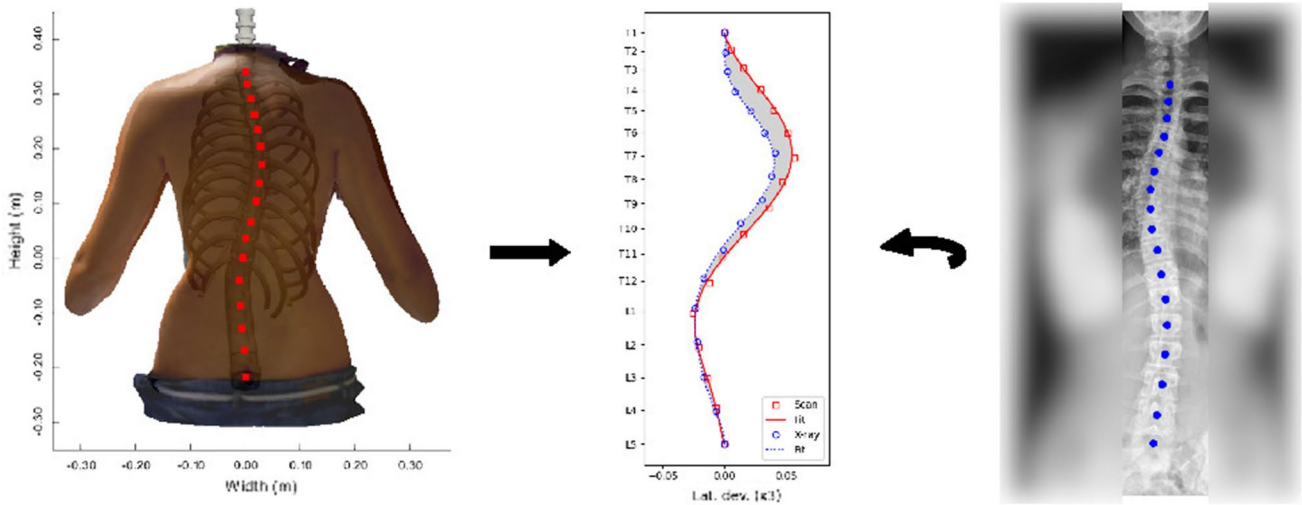 0.40
0.30
0.20
0.10
0.00
-0.10
-0.20
-0.30
Height (m)
-0.30
-0.20
-0.10
0.00
0.10
0.20
0.30
Width (m)
T1
T2
T3
T4
T5
T6
T7
T8
T9
T10
T11
T12
L1
L2
L3
L4
L5
Scan
Fit
X-ray
Fit
−0.05
0.00
0.05
Lat. dev. (x3)